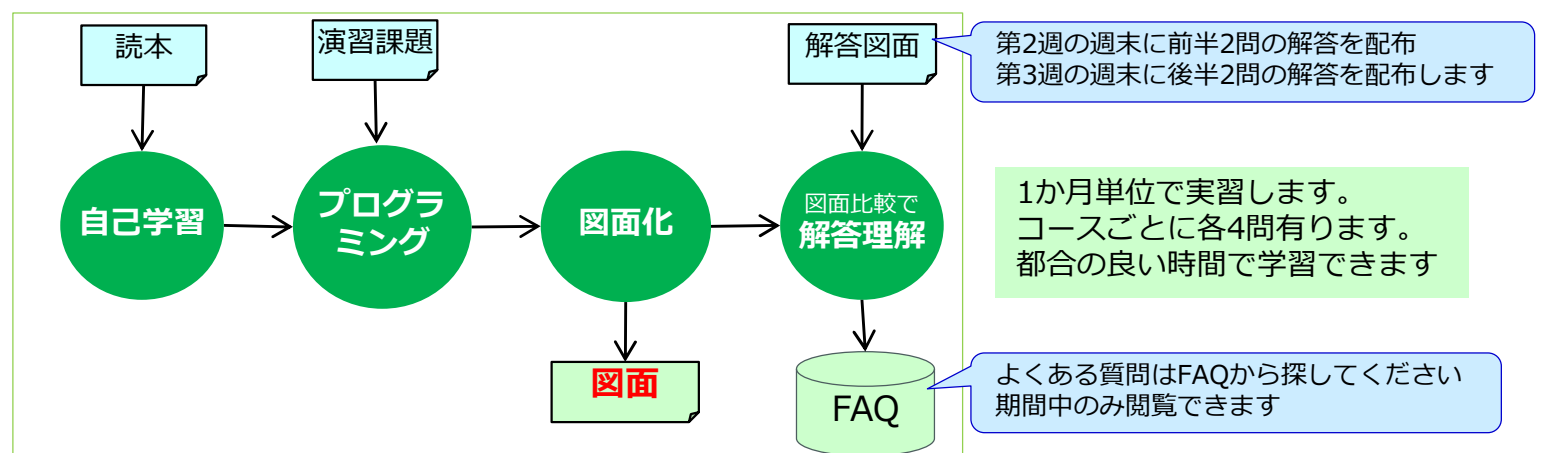 読本
演習課題
解答図面
第2週の週末に前半2問の解答を配布
第3週の週末に後半2問の解答を配布します
自己学習
プログラ
ミング
図面化
図面比較で
解答理解
1か月単位で実習します。
コースごとに各4問有ります。
都合の良い時間で学習できます
図面
FAQ
よくある質問はFAQから探してください
期間中のみ閲覧できます